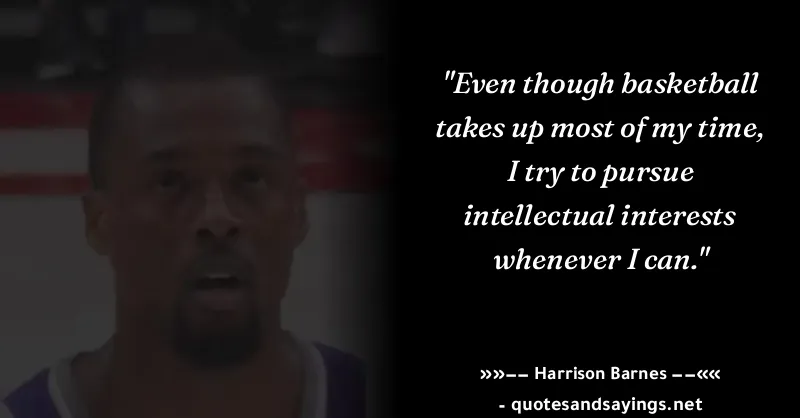 "Even though basketball
takes up most of my time,
I try to pursue
intellectual interests
whenever I can."
»»–– Harrison Barnes ––««
- quotesandsayings.net